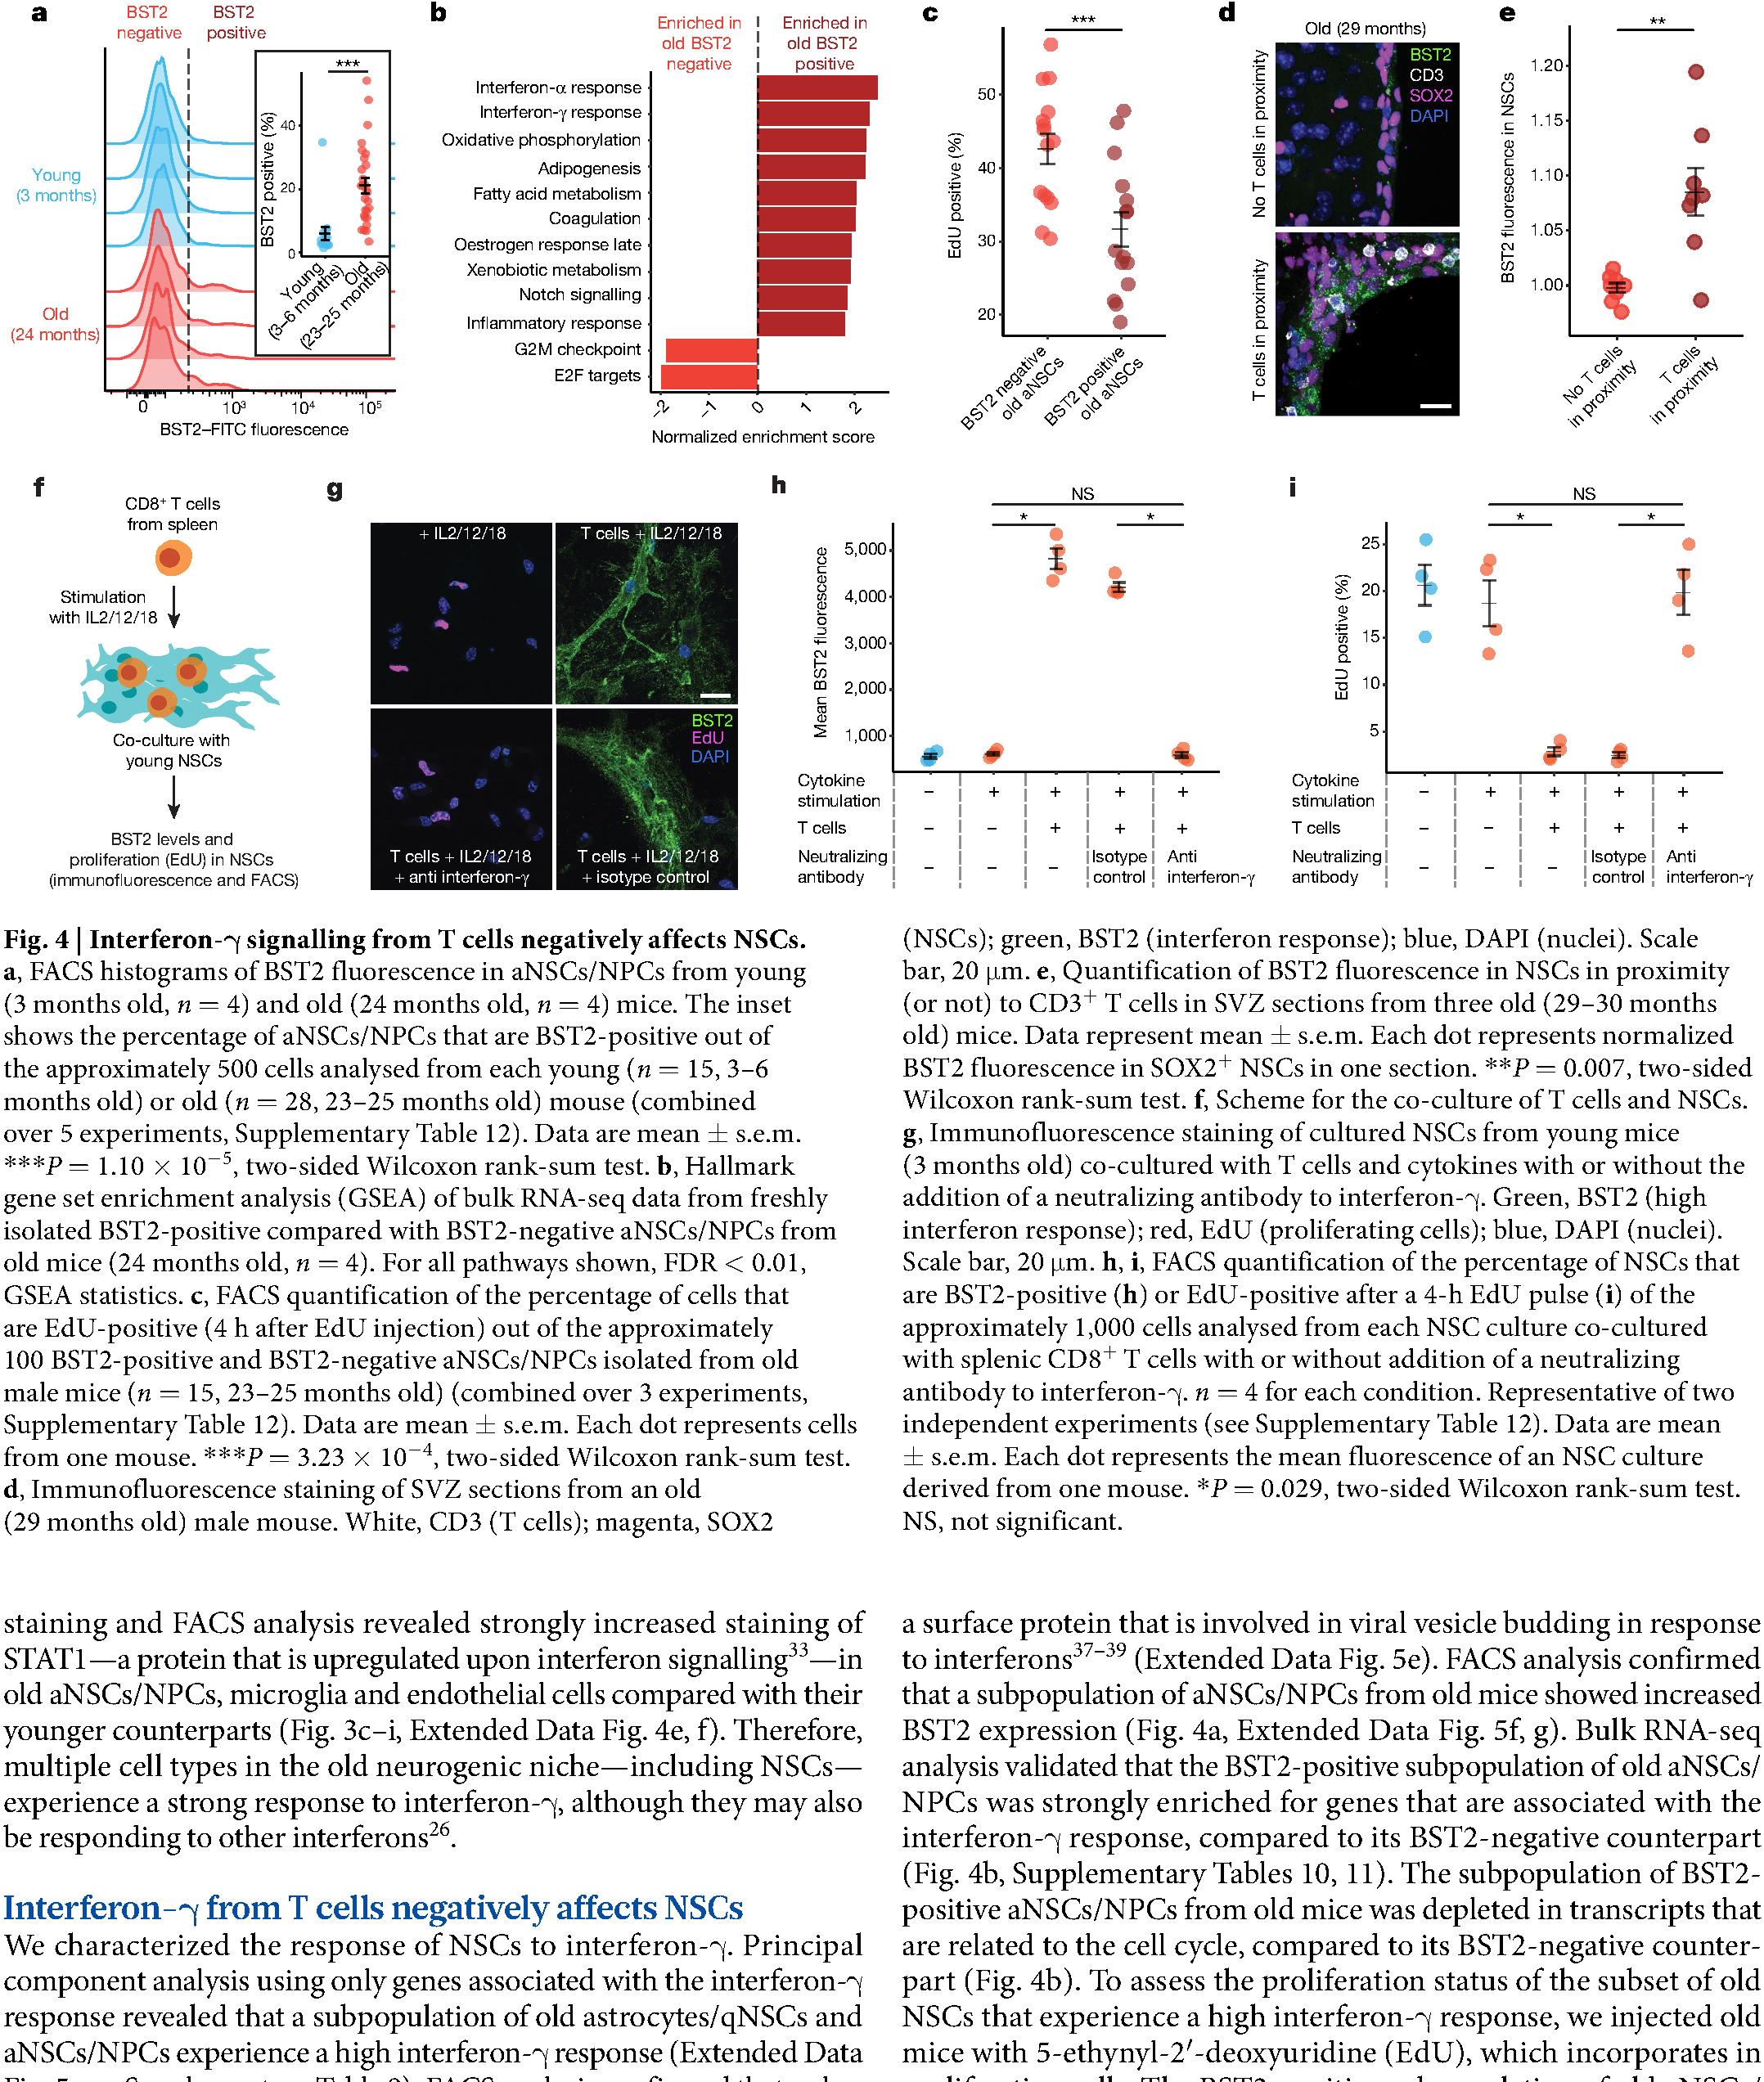 a
BST2
negative
BST2
positive
Young
(3 months)
Old
(24 months)
***
BST2 positive (%)
40
20
0
Young
(3–6 months)
Old
(23–25 months)
0
10³
10⁴
10⁵
BST2–FITC fluorescence
b
Enriched in
old BST2
negative
Enriched in
old BST2
positive
Interferon-α response
Interferon-γ response
Oxidative phosphorylation
Adipogenesis
Fatty acid metabolism
Coagulation
Oestrogen response late
Xenobiotic metabolism
Notch signalling
Inflammatory response
G2M checkpoint
E2F targets
–2
–1
0
1
2
Normalized enrichment score
c
***
EdU positive (%)
50
40
30
20
BST2 negative
old aNSCs
BST2 positive
old aNSCs
d
Old (29 months)
No T cells in proximity
T cells in proximity
BST2
CD3
SOX2
DAPI
e
**
BST2 fluorescence in NSCs
1.20
1.15
1.10
1.05
1.00
No T cells
in proximity
T cells
in proximity
f
CD8⁺ T cells
from spleen
Stimulation
with IL2/12/18
Co-culture with
young NSCs
BST2 levels and
proliferation (EdU) in NSCs
(immunofluorescence and FACS)
g
+ IL2/12/18
T cells + IL2/12/18
BST2
EdU
DAPI
T cells + IL2/12/18
+ anti interferon-γ
T cells + IL2/12/18
+ isotype control
h
NS
* *
Mean BST2 fluorescence
5,000
4,000
3,000
2,000
1,000
Cytokine
stimulation
– + + + +
T cells
– – + + +
Neutralizing
antibody
– – –
Isotype
control
Anti
interferon-γ
i
NS
* *
EdU positive (%)
25
20
15
10
5
Cytokine
stimulation
– + + + +
T cells
– – + + +
Neutralizing
antibody
– – –
Isotype
control
Anti
interferon-γ
Fig. 4 | Interferon-γ signalling from T cells negatively affects NSCs.
a, FACS histograms of BST2 fluorescence in aNSCs/NPCs from young
(3 months old, n = 4) and old (24 months old, n = 4) mice. The inset
shows the percentage of aNSCs/NPCs that are BST2-positive out of
the approximately 500 cells analysed from each young (n = 15, 3–6
months old) or old (n = 28, 23–25 months old) mouse (combined
over 5 experiments, Supplementary Table 12). Data are mean ± s.e.m.
***P = 1.10 × 10⁻⁵, two-sided Wilcoxon rank-sum test. b, Hallmark
gene set enrichment analysis (GSEA) of bulk RNA-seq data from freshly
isolated BST2-positive compared with BST2-negative aNSCs/NPCs from
old mice (24 months old, n = 4). For all pathways shown, FDR < 0.01,
GSEA statistics. c, FACS quantification of the percentage of cells that
are EdU-positive (4 h after EdU injection) out of the approximately
100 BST2-positive and BST2-negative aNSCs/NPCs isolated from old
male mice (n = 15, 23–25 months old) (combined over 3 experiments,
Supplementary Table 12). Data are mean ± s.e.m. Each dot represents cells
from one mouse. ***P = 3.23 × 10⁻⁴, two-sided Wilcoxon rank-sum test.
d, Immunofluorescence staining of SVZ sections from an old
(29 months old) male mouse. White, CD3 (T cells); magenta, SOX2
(NSCs); green, BST2 (interferon response); blue, DAPI (nuclei). Scale
bar, 20 μm. e, Quantification of BST2 fluorescence in NSCs in proximity
(or not) to CD3⁺ T cells in SVZ sections from three old (29–30 months
old) mice. Data represent mean ± s.e.m. Each dot represents normalized
BST2 fluorescence in SOX2⁺ NSCs in one section. **P = 0.007, two-sided
Wilcoxon rank-sum test. f, Scheme for the co-culture of T cells and NSCs.
g, Immunofluorescence staining of cultured NSCs from young mice
(3 months old) co-cultured with T cells and cytokines with or without the
addition of a neutralizing antibody to interferon-γ. Green, BST2 (high
interferon response); red, EdU (proliferating cells); blue, DAPI (nuclei).
Scale bar, 20 μm. h, i, FACS quantification of the percentage of NSCs that
are BST2-positive (h) or EdU-positive after a 4-h EdU pulse (i) of the
approximately 1,000 cells analysed from each NSC culture co-cultured
with splenic CD8⁺ T cells with or without addition of a neutralizing
antibody to interferon-γ. n = 4 for each condition. Representative of two
independent experiments (see Supplementary Table 12). Data are mean
± s.e.m. Each dot represents the mean fluorescence of an NSC culture
derived from one mouse. *P = 0.029, two-sided Wilcoxon rank-sum test.
NS, not significant.
staining and FACS analysis revealed strongly increased staining of
STAT1—a protein that is upregulated upon interferon signalling³³—in
old aNSCs/NPCs, microglia and endothelial cells compared with their
younger counterparts (Fig. 3c–i, Extended Data Fig. 4e, f). Therefore,
multiple cell types in the old neurogenic niche—including NSCs—
experience a strong response to interferon-γ, although they may also
be responding to other interferons²⁶.
Interferon-γ from T cells negatively affects NSCs
We characterized the response of NSCs to interferon-γ. Principal
component analysis using only genes associated with the interferon-γ
response revealed that a subpopulation of old astrocytes/qNSCs and
aNSCs/NPCs experience a high interferon-γ response (Extended Data
a surface protein that is involved in viral vesicle budding in response
to interferons³⁷⁻³⁹ (Extended Data Fig. 5e). FACS analysis confirmed
that a subpopulation of aNSCs/NPCs from old mice showed increased
BST2 expression (Fig. 4a, Extended Data Fig. 5f, g). Bulk RNA-seq
analysis validated that the BST2-positive subpopulation of old aNSCs/
NPCs was strongly enriched for genes that are associated with the
interferon-γ response, compared to its BST2-negative counterpart
(Fig. 4b, Supplementary Tables 10, 11). The subpopulation of BST2-
positive aNSCs/NPCs from old mice was depleted in transcripts that
are related to the cell cycle, compared to its BST2-negative counter-
part (Fig. 4b). To assess the proliferation status of the subset of old
NSCs that experience a high interferon-γ response, we injected old
mice with 5-ethynyl-2′-deoxyuridine (EdU), which incorporates in